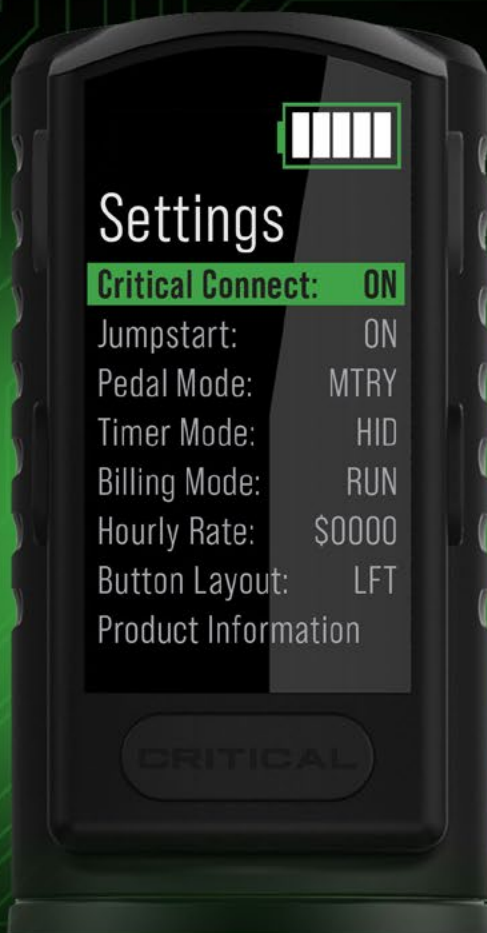 Settings
Critical Connect: ON
Jumpstart: ON
Pedal Mode: MTRY
Timer Mode: HID
Billing Mode: RUN
Hourly Rate: $0000
Button Layout: LFT
Product Information
CRITICAL